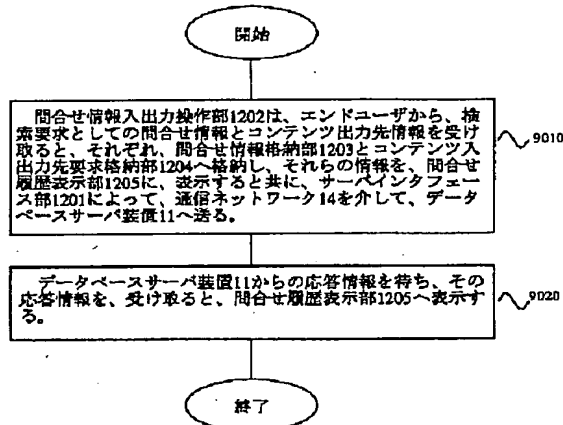 開始
問合せ情報入出力操作部1202は、エンドユーザから、検
索要求としての問合せ情報とコンテンツ出力先情報を受け
取ると、それぞれ、問合せ情報格納部1203とコンテンツ入
出力先要求格納部1204へ格納し、それらの情報を、問合せ
履歴表示部1205に、表示すると共に、サーバインタフェー
ス部1201によって、通信ネットワーク14を介して、データ
ベースサーバ装置11へ送る。
9010
データベースサーバ装置11からの応答情報を待ち、その
応答情報を、受け取ると、問合せ履歴表示部1205へ表示す
る。
9020
終了